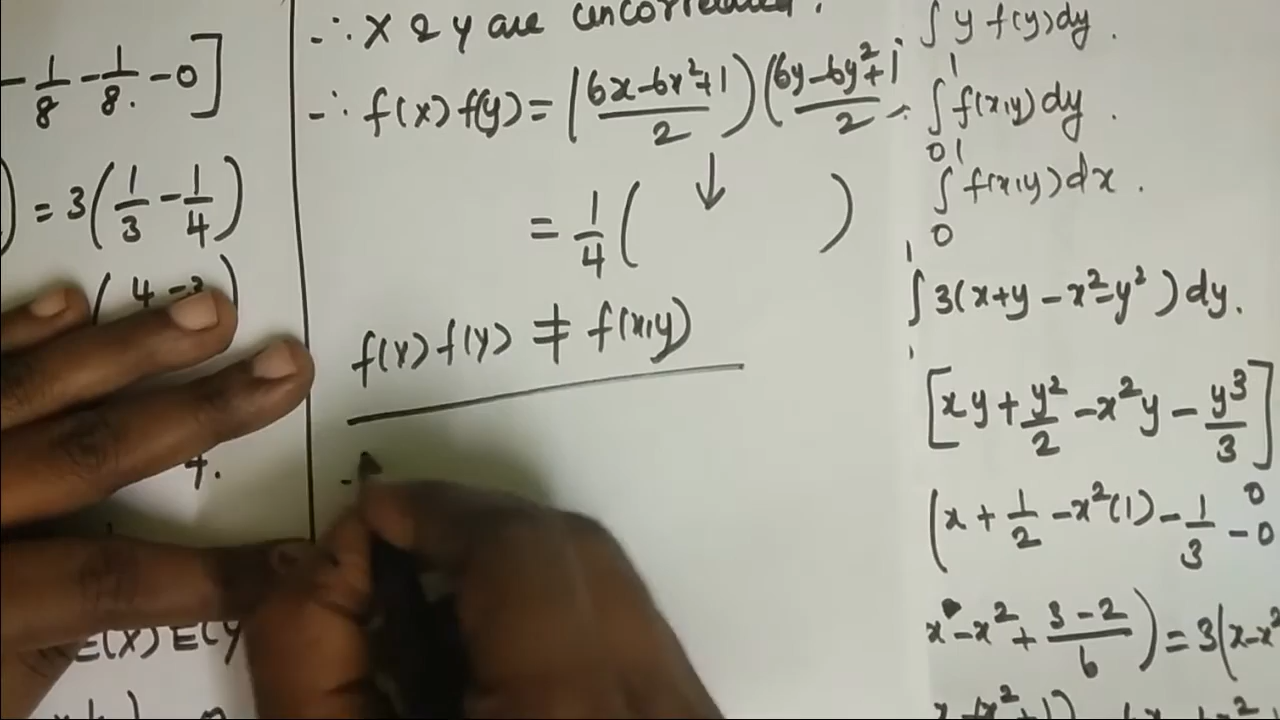 - 1/8 - 1/8. - 0]
) = 3(1/3 - 1/4)
4.
E(X) E(Y
∴ X & y are uncorrelated.
∴ f(x) f(y) = (6x-6x²+1/2)(6y-6y²+1/2
= 1/4 ( ↓ )
f(x) f(y) ≠ f(x,y)
∫ y f(y) dy.
∫₀¹ f(x,y) dy.
∫₀¹ f(x,y) dx.
∫ 3(x+y - x²-y²) dy.
[xy + y²/2 - x²y - y³/3]
(x + 1/2 - x²(1) - 1/3 - 0
x - x² + 3-2/6) = 3(x-x²